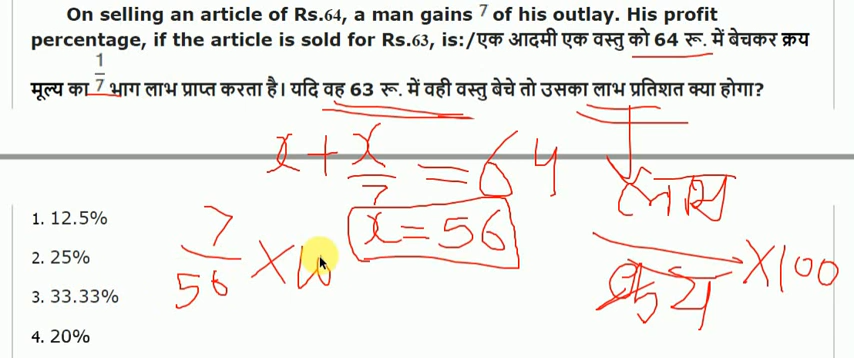 On selling an article of Rs.64, a man gains 7 of his outlay. His profit
percentage, if the article is sold for Rs.63, is:/एक आदमी एक वस्तु को 64 रू. में बेचकर क्रय
मूल्य का 1/7 भाग लाभ प्राप्त करता है। यदि वह 63 रू. में वही वस्तु बेचे तो उसका लाभ प्रतिशत क्या होगा?
x + x/7 = 64
x = 56
1. 12.5%
2. 25%
3. 33.33%
4. 20%
7/56 × 10
लाभ
क्रय × 100